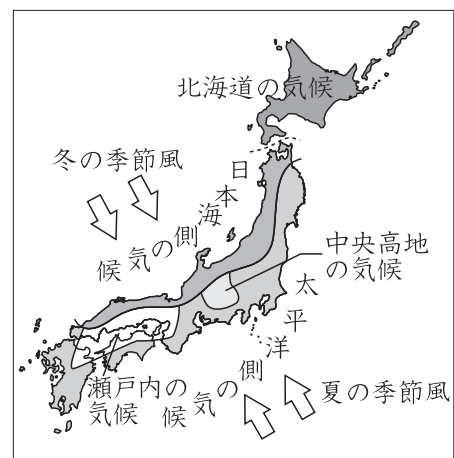 北海道の気候
冬の季節風
日本海側の気候
中央高地
の気候
太平洋側の気候
瀬戸内の
気候
夏の季節風